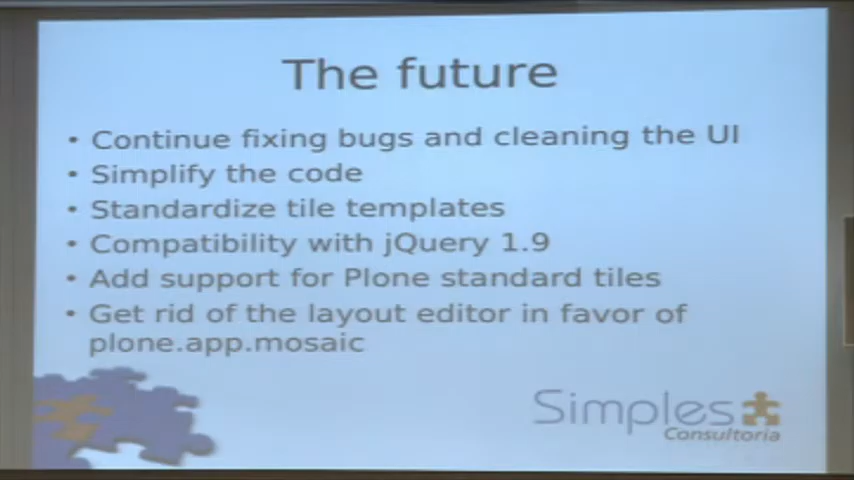 The future
• Continue fixing bugs and cleaning the UI
• Simplify the code
• Standardize tile templates
• Compatibility with jQuery 1.9
• Add support for Plone standard tiles
• Get rid of the layout editor in favor of
plone.app.mosaic
Simples
Consultoria